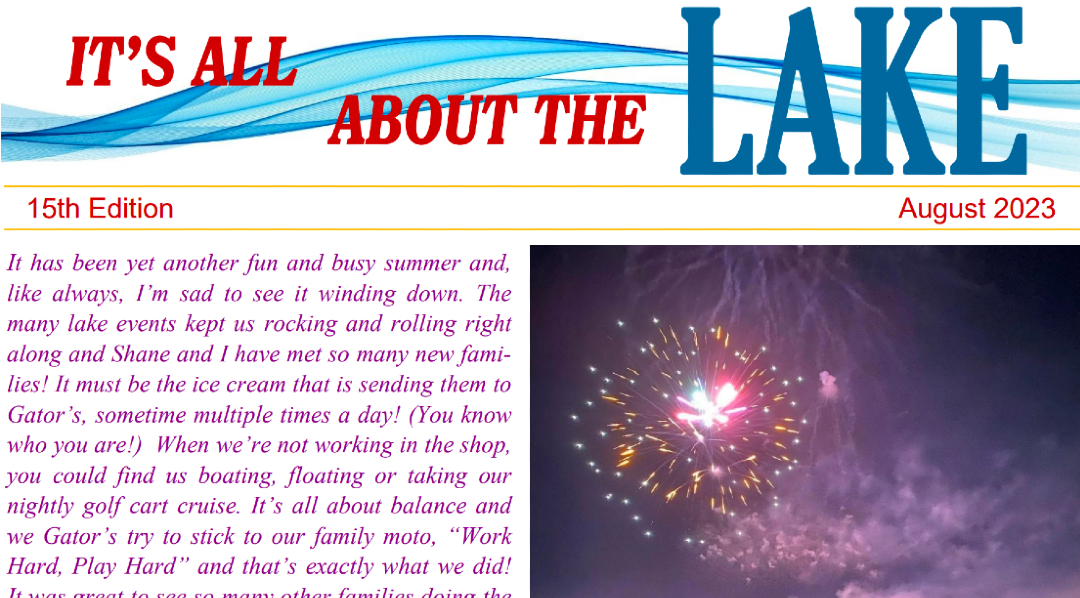 IT'S ALL
ABOUT THE
LAKE
15th Edition
August 2023
It has been yet another fun and busy summer and,
like always, I'm sad to see it winding down. The
many lake events kept us rocking and rolling right
along and Shane and I have met so many new fami-
lies! It must be the ice cream that is sending them to
Gator's, sometime multiple times a day! (You know
who you are!) When we're not working in the shop,
you could find us boating, floating or taking our
nightly golf cart cruise. It's all about balance and
we Gator's try to stick to our family moto, "Work
Hard, Play Hard" and that's exactly what we did!
It was great to see so many other families doing the